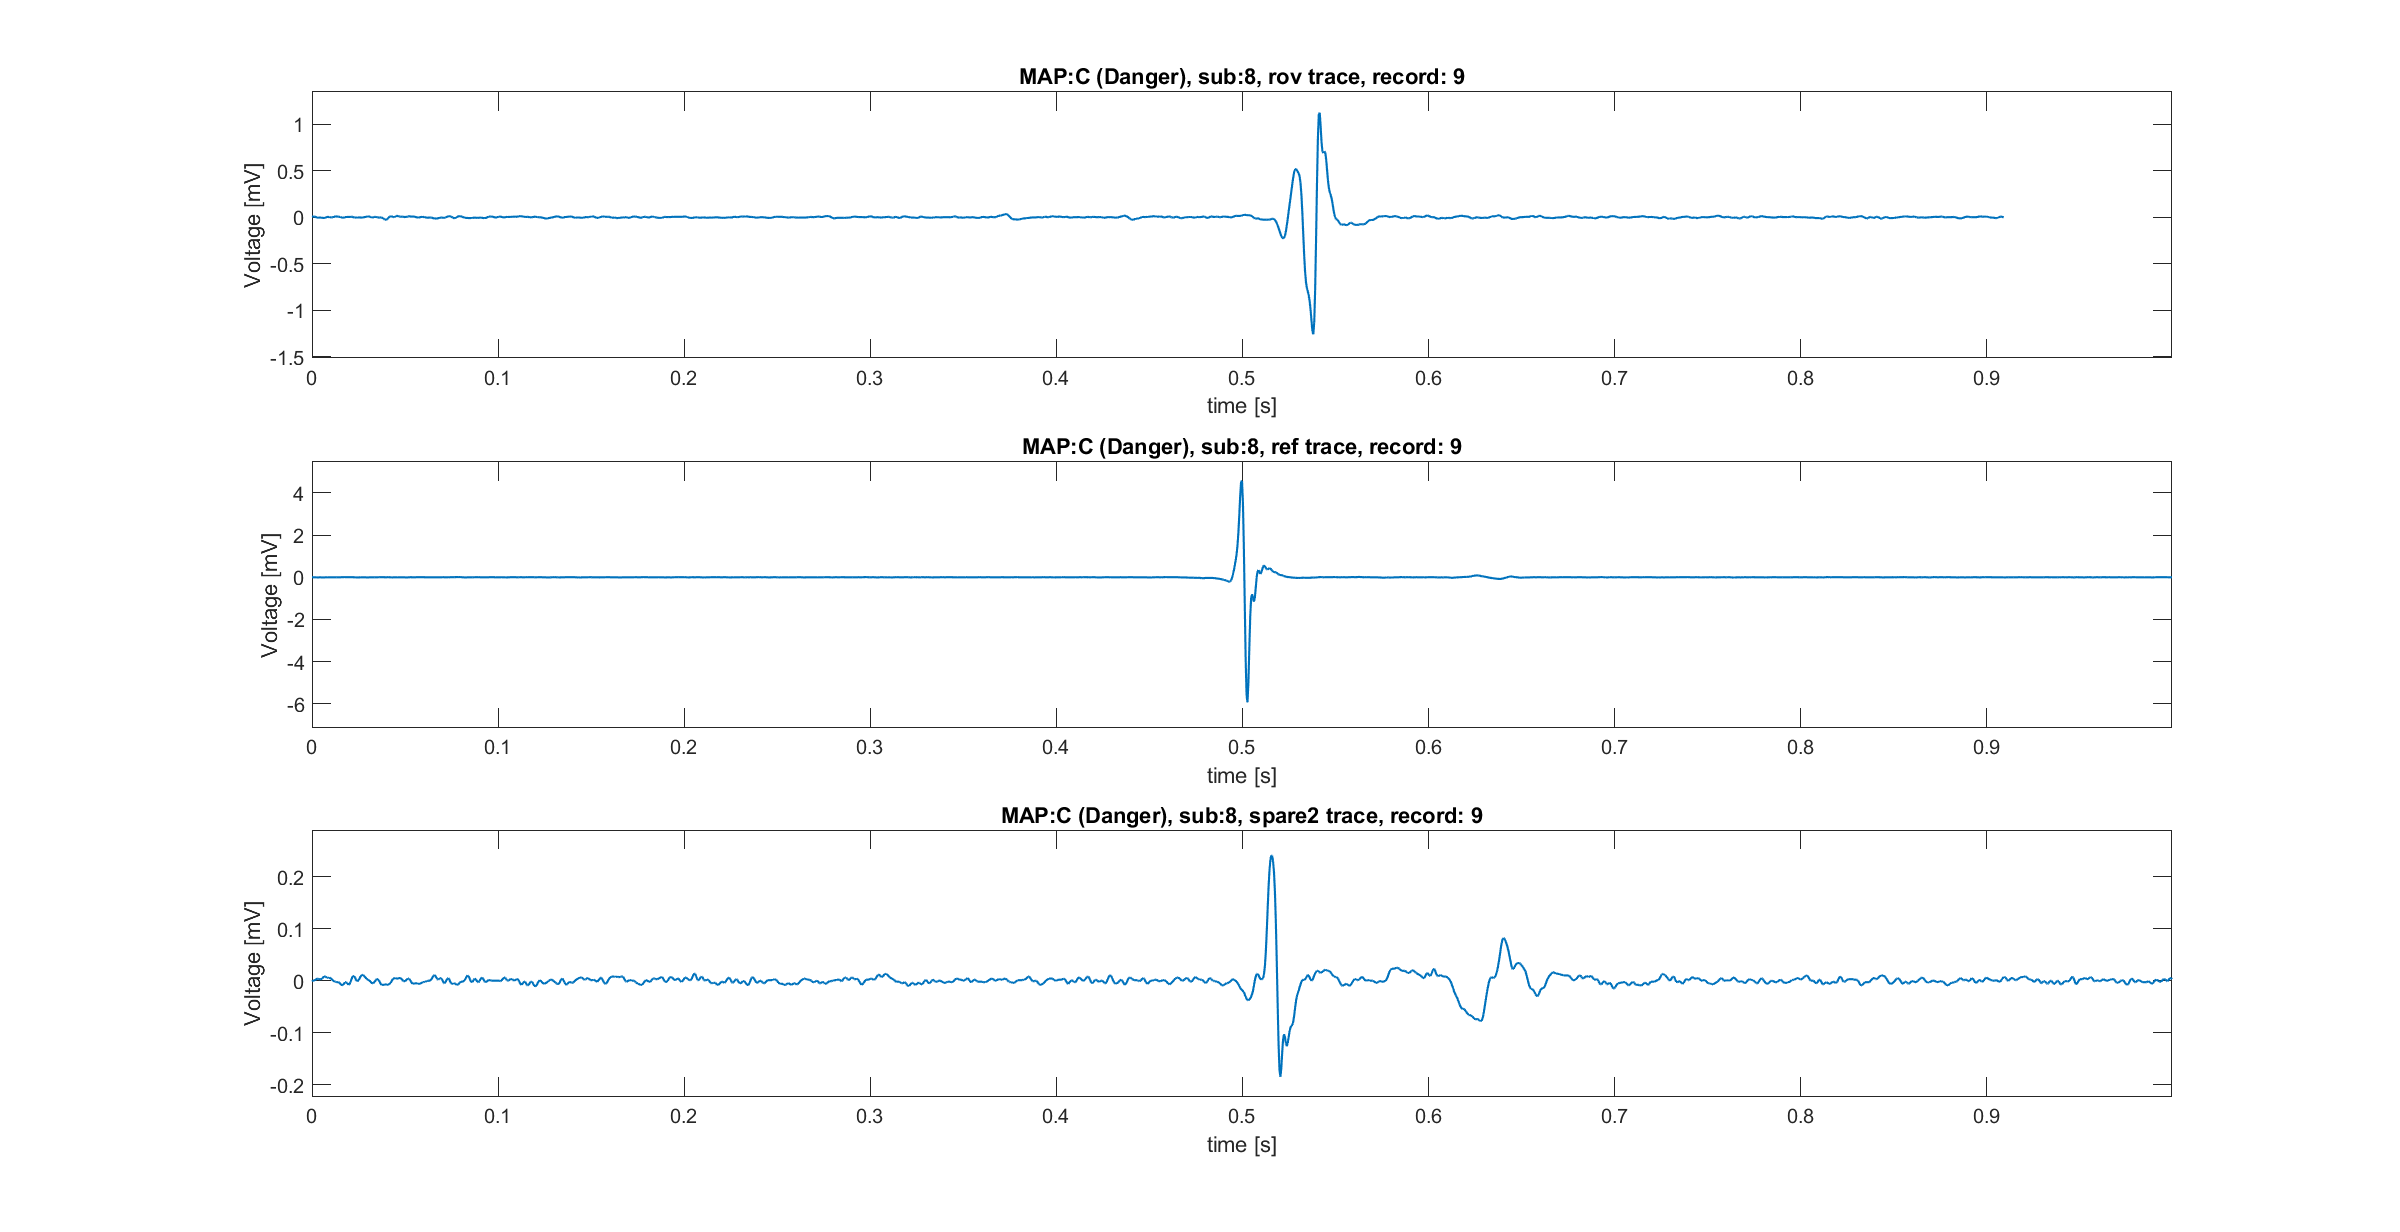 MAP:C (Danger), sub:8, rov trace, record: 9
Voltage [mV]
1
0.5
0
-0.5
-1
-1.5
0 0.1 0.2 0.3 0.4 0.5 0.6 0.7 0.8 0.9
time [s]
MAP:C (Danger), sub:8, ref trace, record: 9
Voltage [mV]
4
2
0
-2
-4
-6
0 0.1 0.2 0.3 0.4 0.5 0.6 0.7 0.8 0.9
time [s]
MAP:C (Danger), sub:8, spare2 trace, record: 9
Voltage [mV]
0.2
0.1
0
-0.1
-0.2
0 0.1 0.2 0.3 0.4 0.5 0.6 0.7 0.8 0.9
time [s]